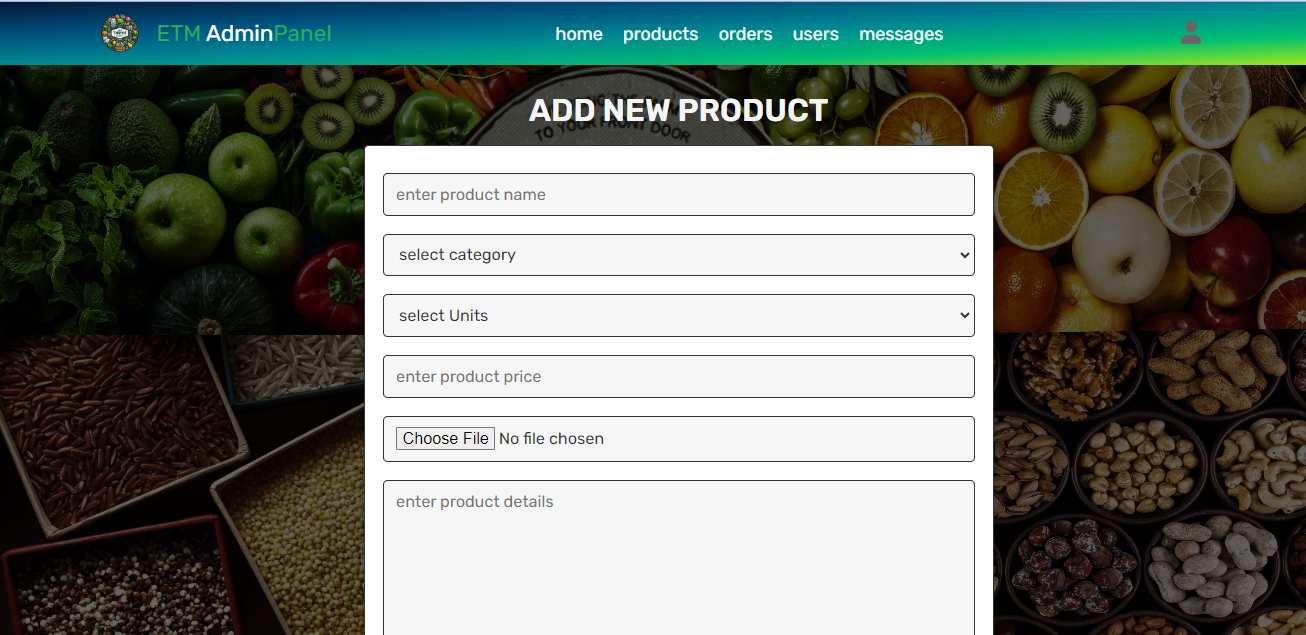 ETM AdminPanel
home products orders users messages
ADD NEW PRODUCT
TO YOUR FRONT DOOR
enter product name
select category
select Units
enter product price
Choose File No file chosen
enter product details